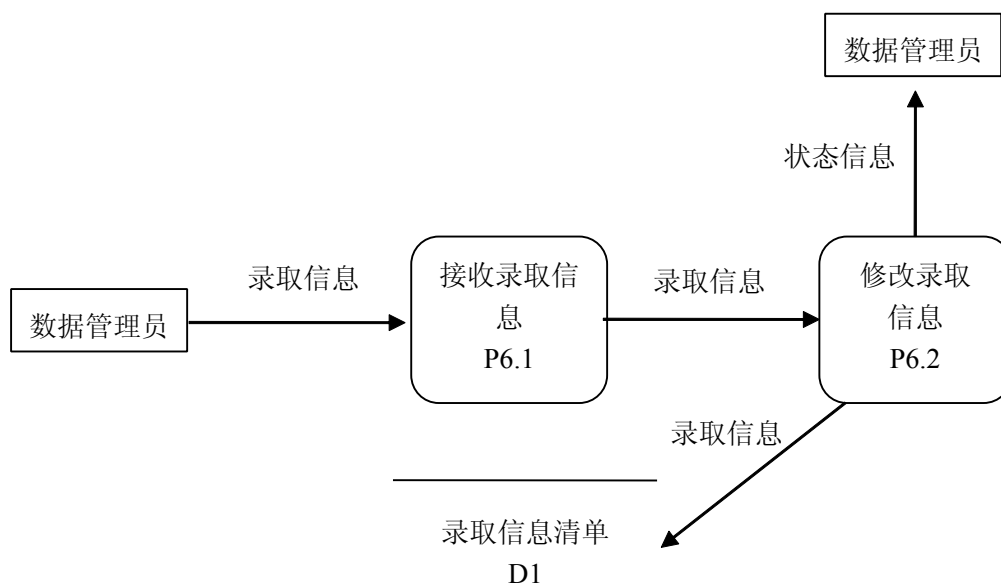 数据管理员
状态信息
录取信息
接收录取信
息
P6.1
录取信息
修改录取
信息
P6.2
数据管理员
录取信息
录取信息清单
D1